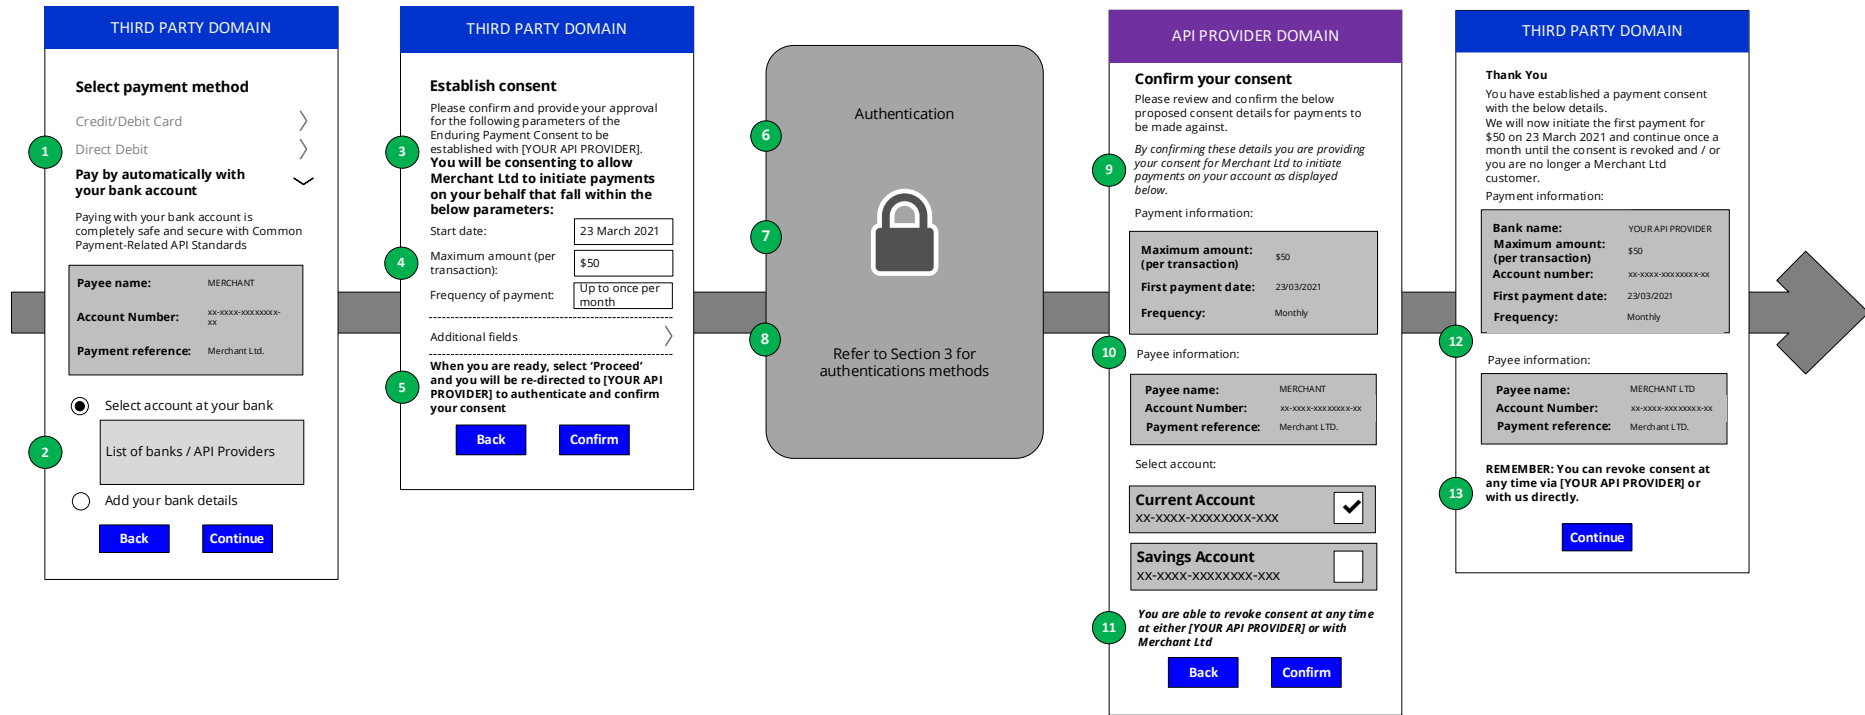 THIRD PARTY DOMAIN
Select payment method
Credit/Debit Card
1
Direct Debit
Pay by automatically with
your bank account
Paying with your bank account is
completely safe and secure with Common
Payment-Related API Standards
Payee name: MERCHANT
Account Number: xx-xxxx-xxxxxxxx-
xx
Payment reference: Merchant Ltd.
Select account at your bank
2
List of banks / API Providers
Add your bank details
Back Continue
THIRD PARTY DOMAIN
Establish consent
Please confirm and provide your approval
for the following parameters of the
Enduring Payment Consent to be
established with [YOUR API PROVIDER].
3
You will be consenting to allow
Merchant Ltd to initiate payments
on your behalf that fall within the
below parameters:
Start date: 23 March 2021
4
Maximum amount (per
transaction): $50
Frequency of payment: Up to once per
month
Additional fields
When you are ready, select ‘Proceed’
and you will be re-directed to [YOUR API
PROVIDER] to authenticate and confirm
your consent
5
Back Confirm
Authentication
6
7
8
Refer to Section 3 for
authentications methods
API PROVIDER DOMAIN
Confirm your consent
Please review and confirm the below
proposed consent details for payments to
be made against.
By confirming these details you are providing
your consent for Merchant Ltd to initiate
payments on your account as displayed
below.
9
Payment information:
Maximum amount:
(per transaction) $50
First payment date: 23/03/2021
Frequency: Monthly
10
Payee information:
Payee name: MERCHANT
Account Number: xx-xxxx-xxxxxxxx-xx
Payment reference: Merchant LTD.
Select account:
Current Account
xx-xxxx-xxxxxxxx-xxx
Savings Account
xx-xxxx-xxxxxxxx-xxx
You are able to revoke consent at any time
at either [YOUR API PROVIDER] or with
Merchant Ltd
11
Back Confirm
THIRD PARTY DOMAIN
Thank You
You have established a payment consent
with the below details.
We will now initiate the first payment for
$50 on 23 March 2021 and continue once a
month until the consent is revoked and / or
you are no longer a Merchant Ltd
customer.
Payment information:
Bank name: YOUR API PROVIDER
Maximum amount:
(per transaction) $50
Account number: xx-xxxx-xxxxxxxx-xx
First payment date: 23/03/2021
Frequency: Monthly
12
Payee information:
Payee name: MERCHANT LTD
Account Number: xx-xxxx-xxxxxxxx-xx
Payment reference: Merchant LTD.
REMEMBER: You can revoke consent at
any time via [YOUR API PROVIDER] or
with us directly.
13
Continue